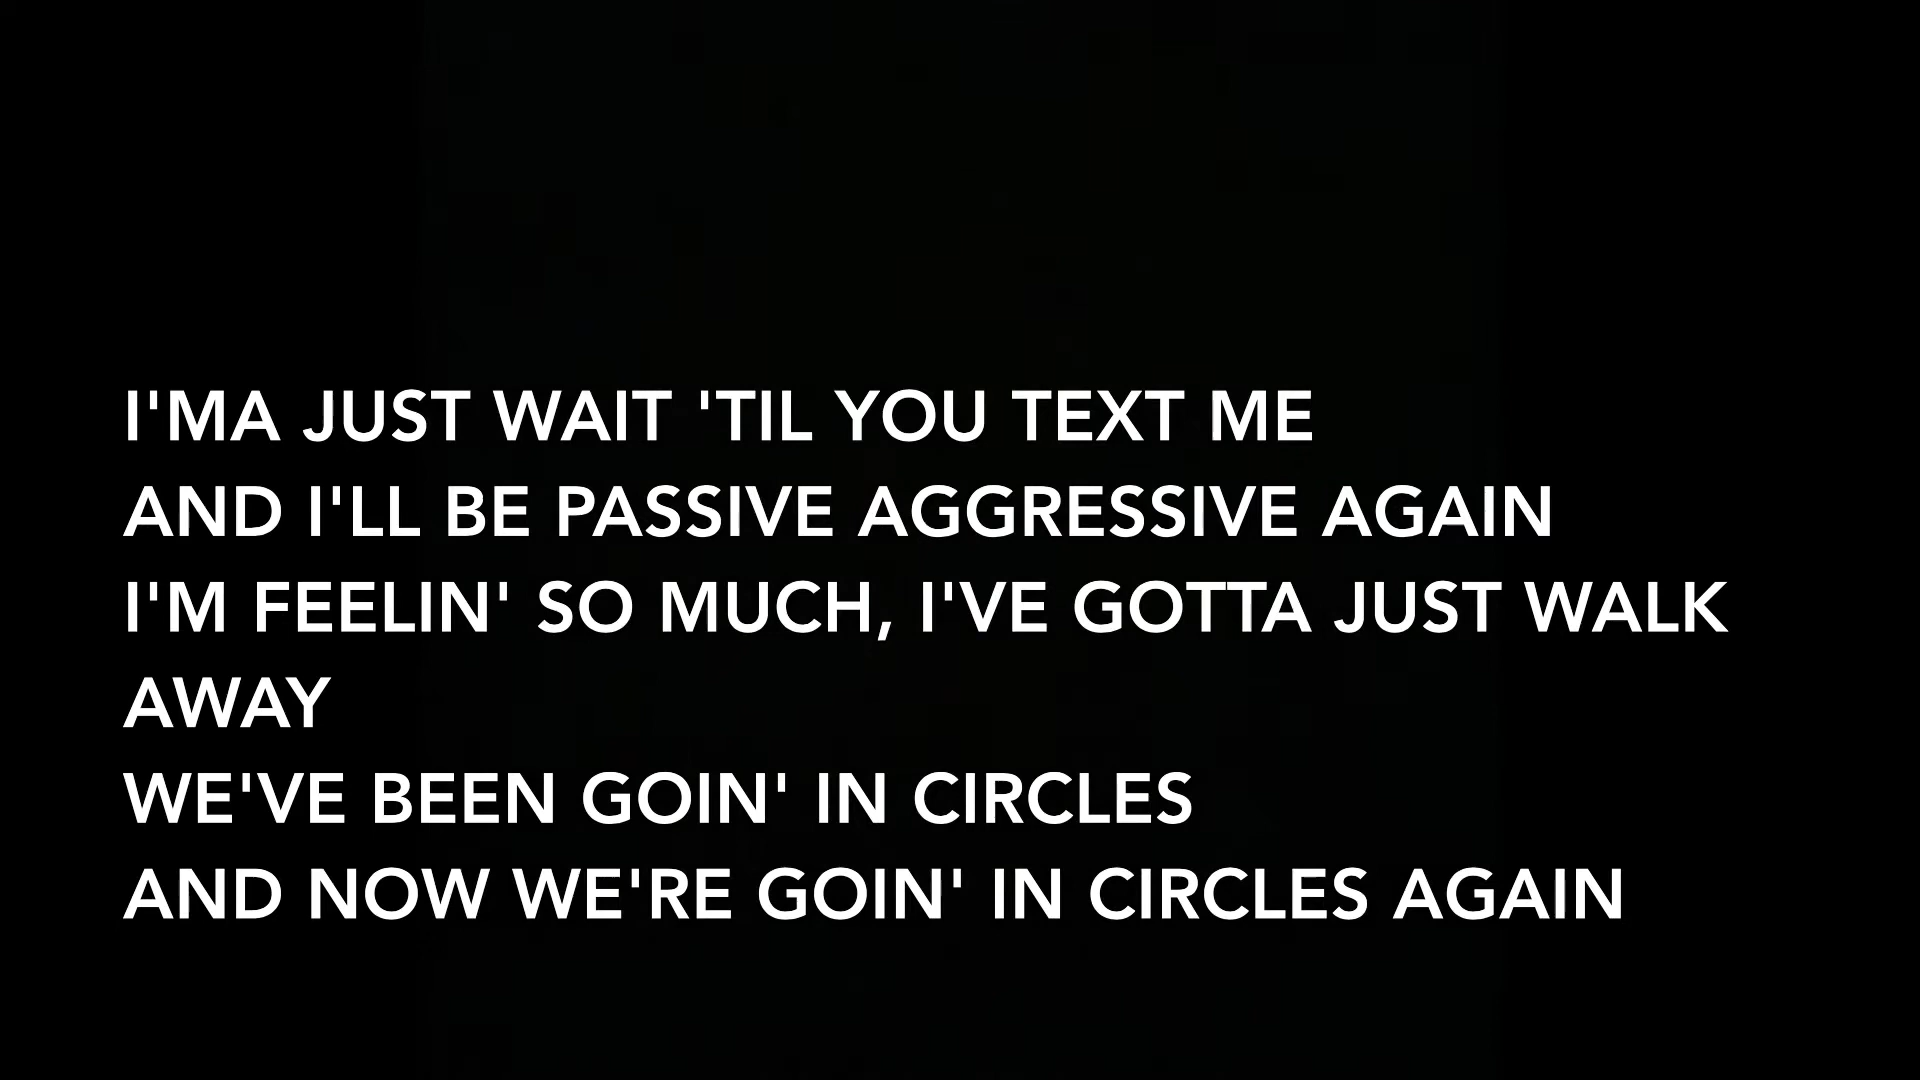 I'MA JUST WAIT 'TIL YOU TEXT ME
AND I'LL BE PASSIVE AGGRESSIVE AGAIN
I'M FEELIN' SO MUCH, I'VE GOTTA JUST WALK
AWAY
WE'VE BEEN GOIN' IN CIRCLES
AND NOW WE'RE GOIN' IN CIRCLES AGAIN